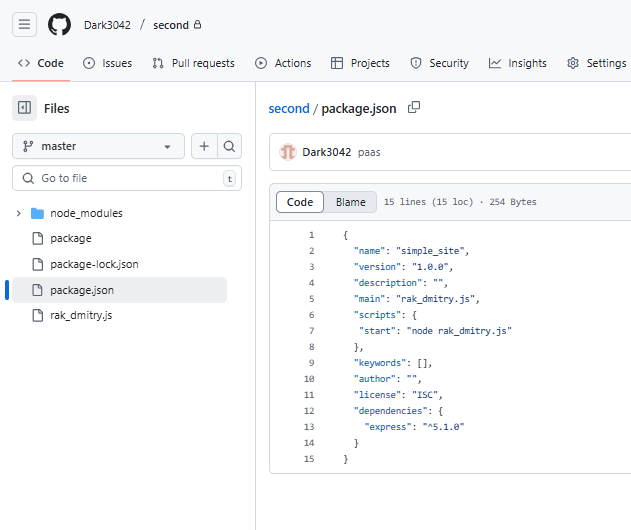 Dark3042 / second
Code Issues Pull requests Actions Projects Security Insights Settings
Files
master
Go to file t
node_modules
package
package-lock.json
package.json
rak_dmitry.js
second / package.json
Dark3042 paas
Code Blame 15 lines (15 loc) · 254 Bytes
1 {
2 "name": "simple_site",
3 "version": "1.0.0",
4 "description": "",
5 "main": "rak_dmitry.js",
6 "scripts": {
7 "start": "node rak_dmitry.js"
8 },
9 "keywords": [],
10 "author": "",
11 "license": "ISC",
12 "dependencies": {
13 "express": "^5.1.0"
14 }
15 }